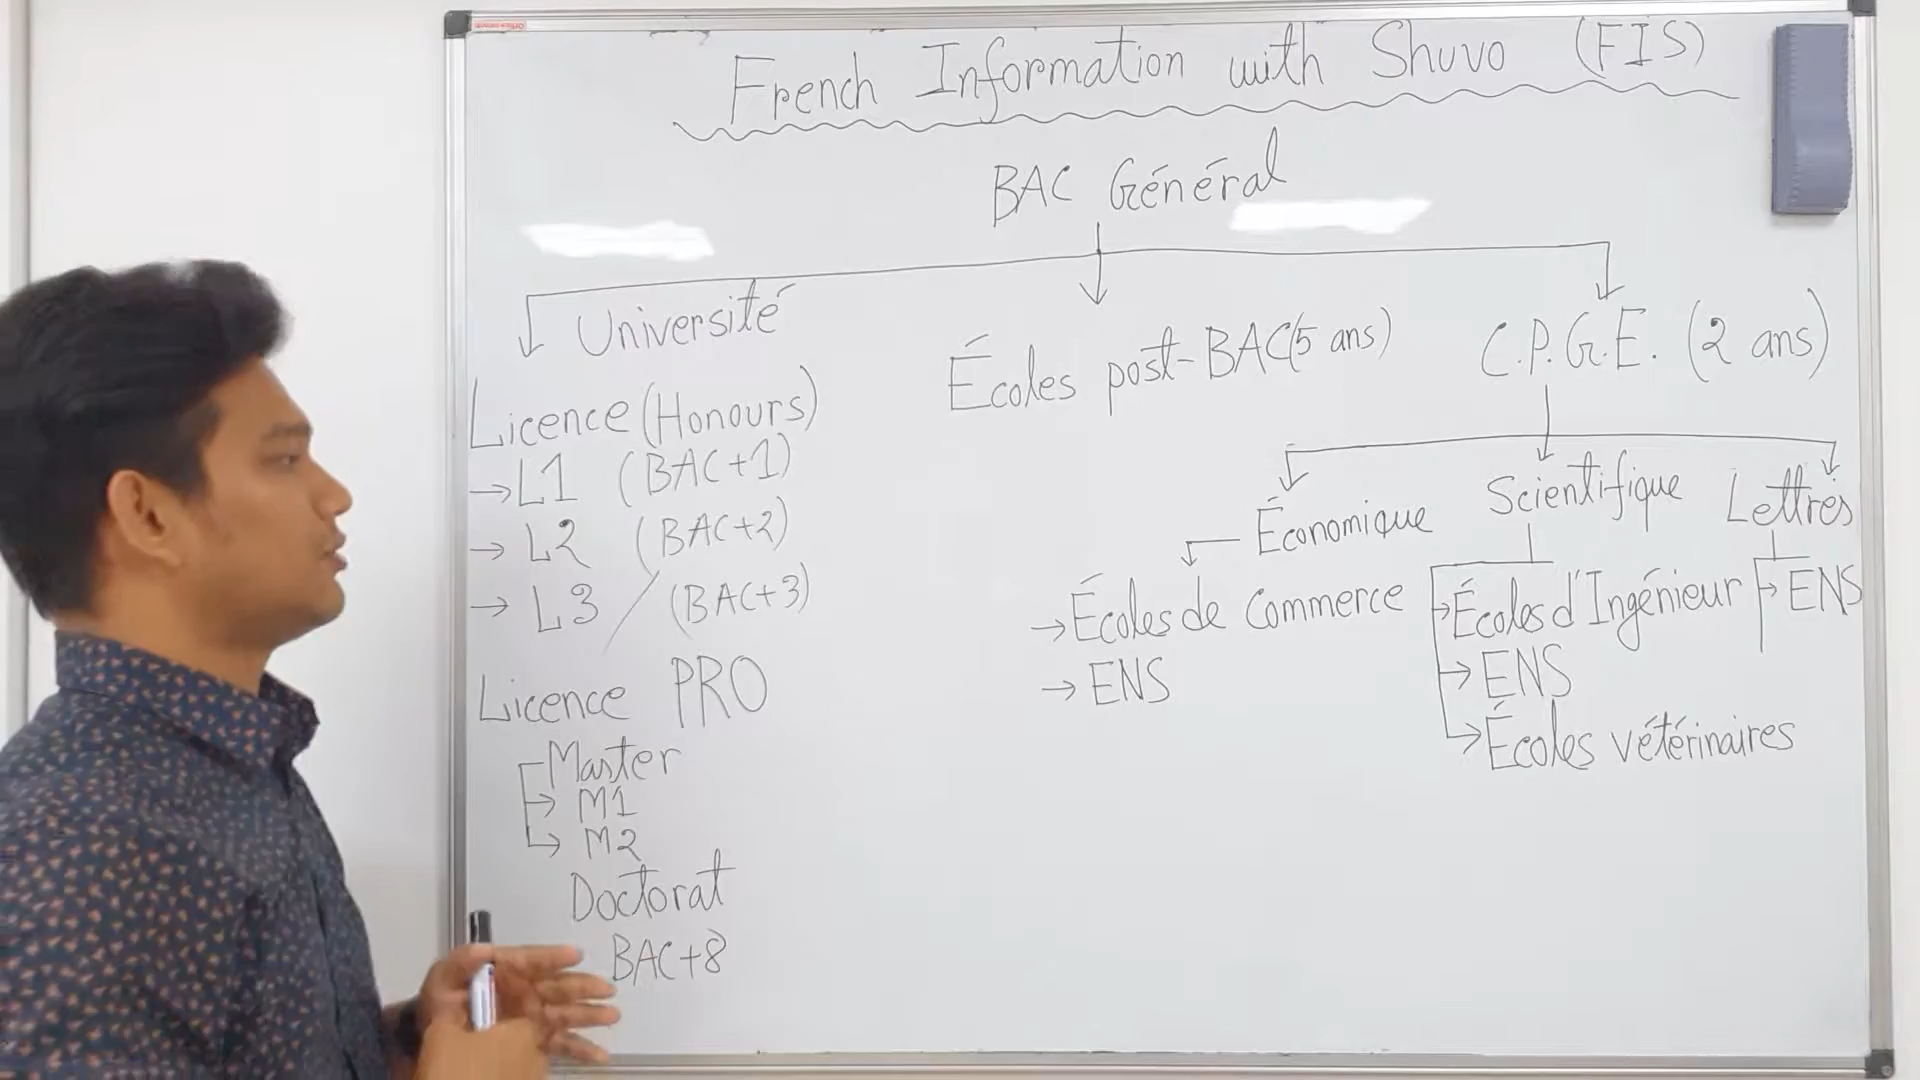 French Information with Shuvo (FIS)
BAC Général
Université
Écoles post-BAC (5 ans)
C.P.G.E. (2 ans)
Licence (Honours)
→ L1 (BAC+1)
→ L2 (BAC+2)
→ L3 / (BAC+3)
Licence PRO
Master
→ M1
→ M2
Doctorat
BAC+8
Économique
→ Écoles de Commerce
→ ENS
Scientifique
→ Écoles d'Ingénieur
→ ENS
→ Écoles vétérinaires
Lettres
→ ENS